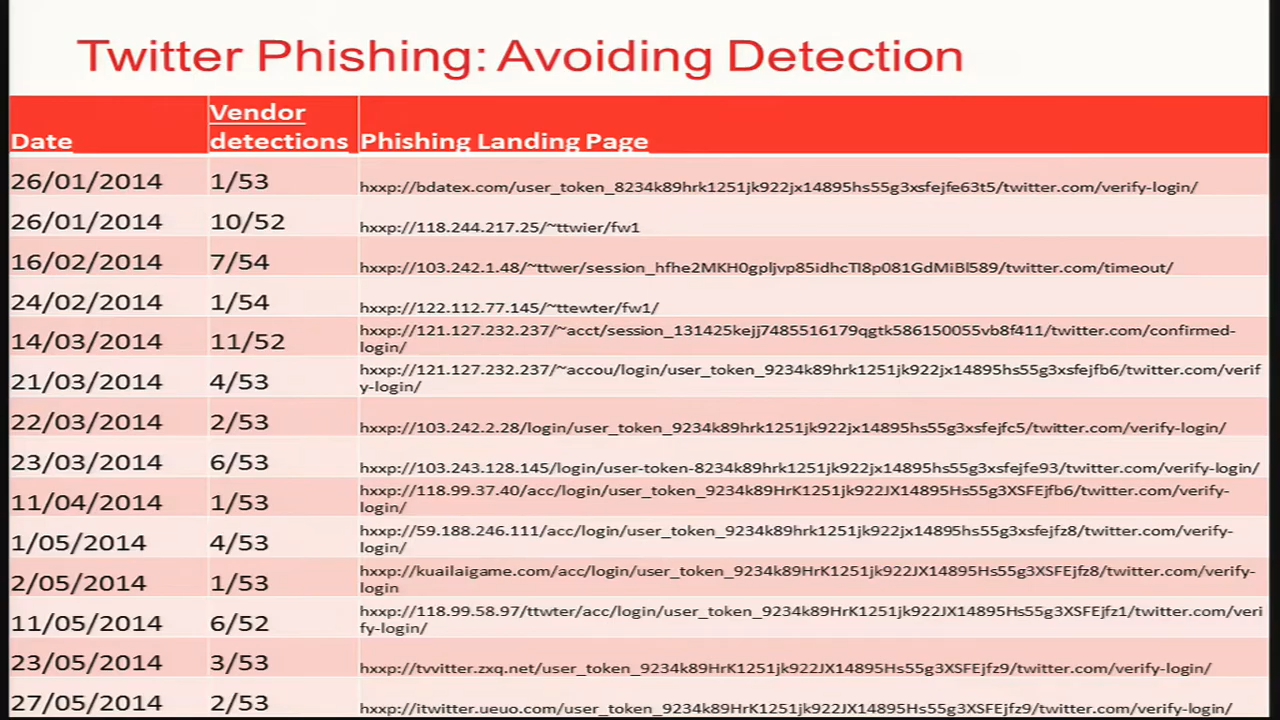 Twitter Phishing: Avoiding Detection
Date
Vendor detections
Phishing Landing Page
26/01/2014 1/53 hxxp://bdatex.com/user_token_8234k89hrk1251jk922jx14895hs55g3xsfejfe63t5/twitter.com/verify-login/
26/01/2014 10/52 hxxp://118.244.217.25/~ttwier/fw1
16/02/2014 7/54 hxxp://103.242.1.48/~ttwer/session_hfhe2MKH0gpljvp85idhcTI8p081GdMiBl589/twitter.com/timeout/
24/02/2014 1/54 hxxp://122.112.77.145/~ttewter/fw1/
14/03/2014 11/52 hxxp://121.127.232.237/~acct/session_131425kejj7485516179qgtk586150055vb8f411/twitter.com/confirmed-
login/
21/03/2014 4/53 hxxp://121.127.232.237/~accou/login/user_token_9234k89hrk1251jk922jx14895hs55g3xsfejfb6/twitter.com/verif
y-login/
22/03/2014 2/53 hxxp://103.242.2.28/login/user_token_9234k89hrk1251jk922jx14895hs55g3xsfejfc5/twitter.com/verify-login/
23/03/2014 6/53 hxxp://103.243.128.145/login/user-token-8234k89hrk1251jk922jx14895hs55g3xsfejfe93/twitter.com/verify-login/
11/04/2014 1/53 hxxp://118.99.37.40/acc/login/user_token_9234k89HrK1251jk922JX14895Hs55g3XSFEjfb6/twitter.com/verify-
login/
1/05/2014 4/53 hxxp://59.188.246.111/acc/login/user_token_9234k89hrk1251jk922jx14895hs55g3xsfejfz8/twitter.com/verify-
login/
2/05/2014 1/53 hxxp://kuailaigame.com/acc/login/user_token_9234k89HrK1251jk922JX14895Hs55g3XSFEjfz8/twitter.com/verify-
login
11/05/2014 6/52 hxxp://118.99.58.97/ttwter/acc/login/user_token_9234k89HrK1251jk922JX14895Hs55g3XSFEjfz1/twitter.com/veri
fy-login/
23/05/2014 3/53 hxxp://tvvitter.zxq.net/user_token_9234k89HrK1251jk922JX14895Hs55g3XSFEjfz9/twitter.com/verify-login/
27/05/2014 2/53 hxxp://itwitter.ueuo.com/user_token_9234k89HrK1251jk922JX14895Hs55g3XSFEjfz9/twitter.com/verify-login/